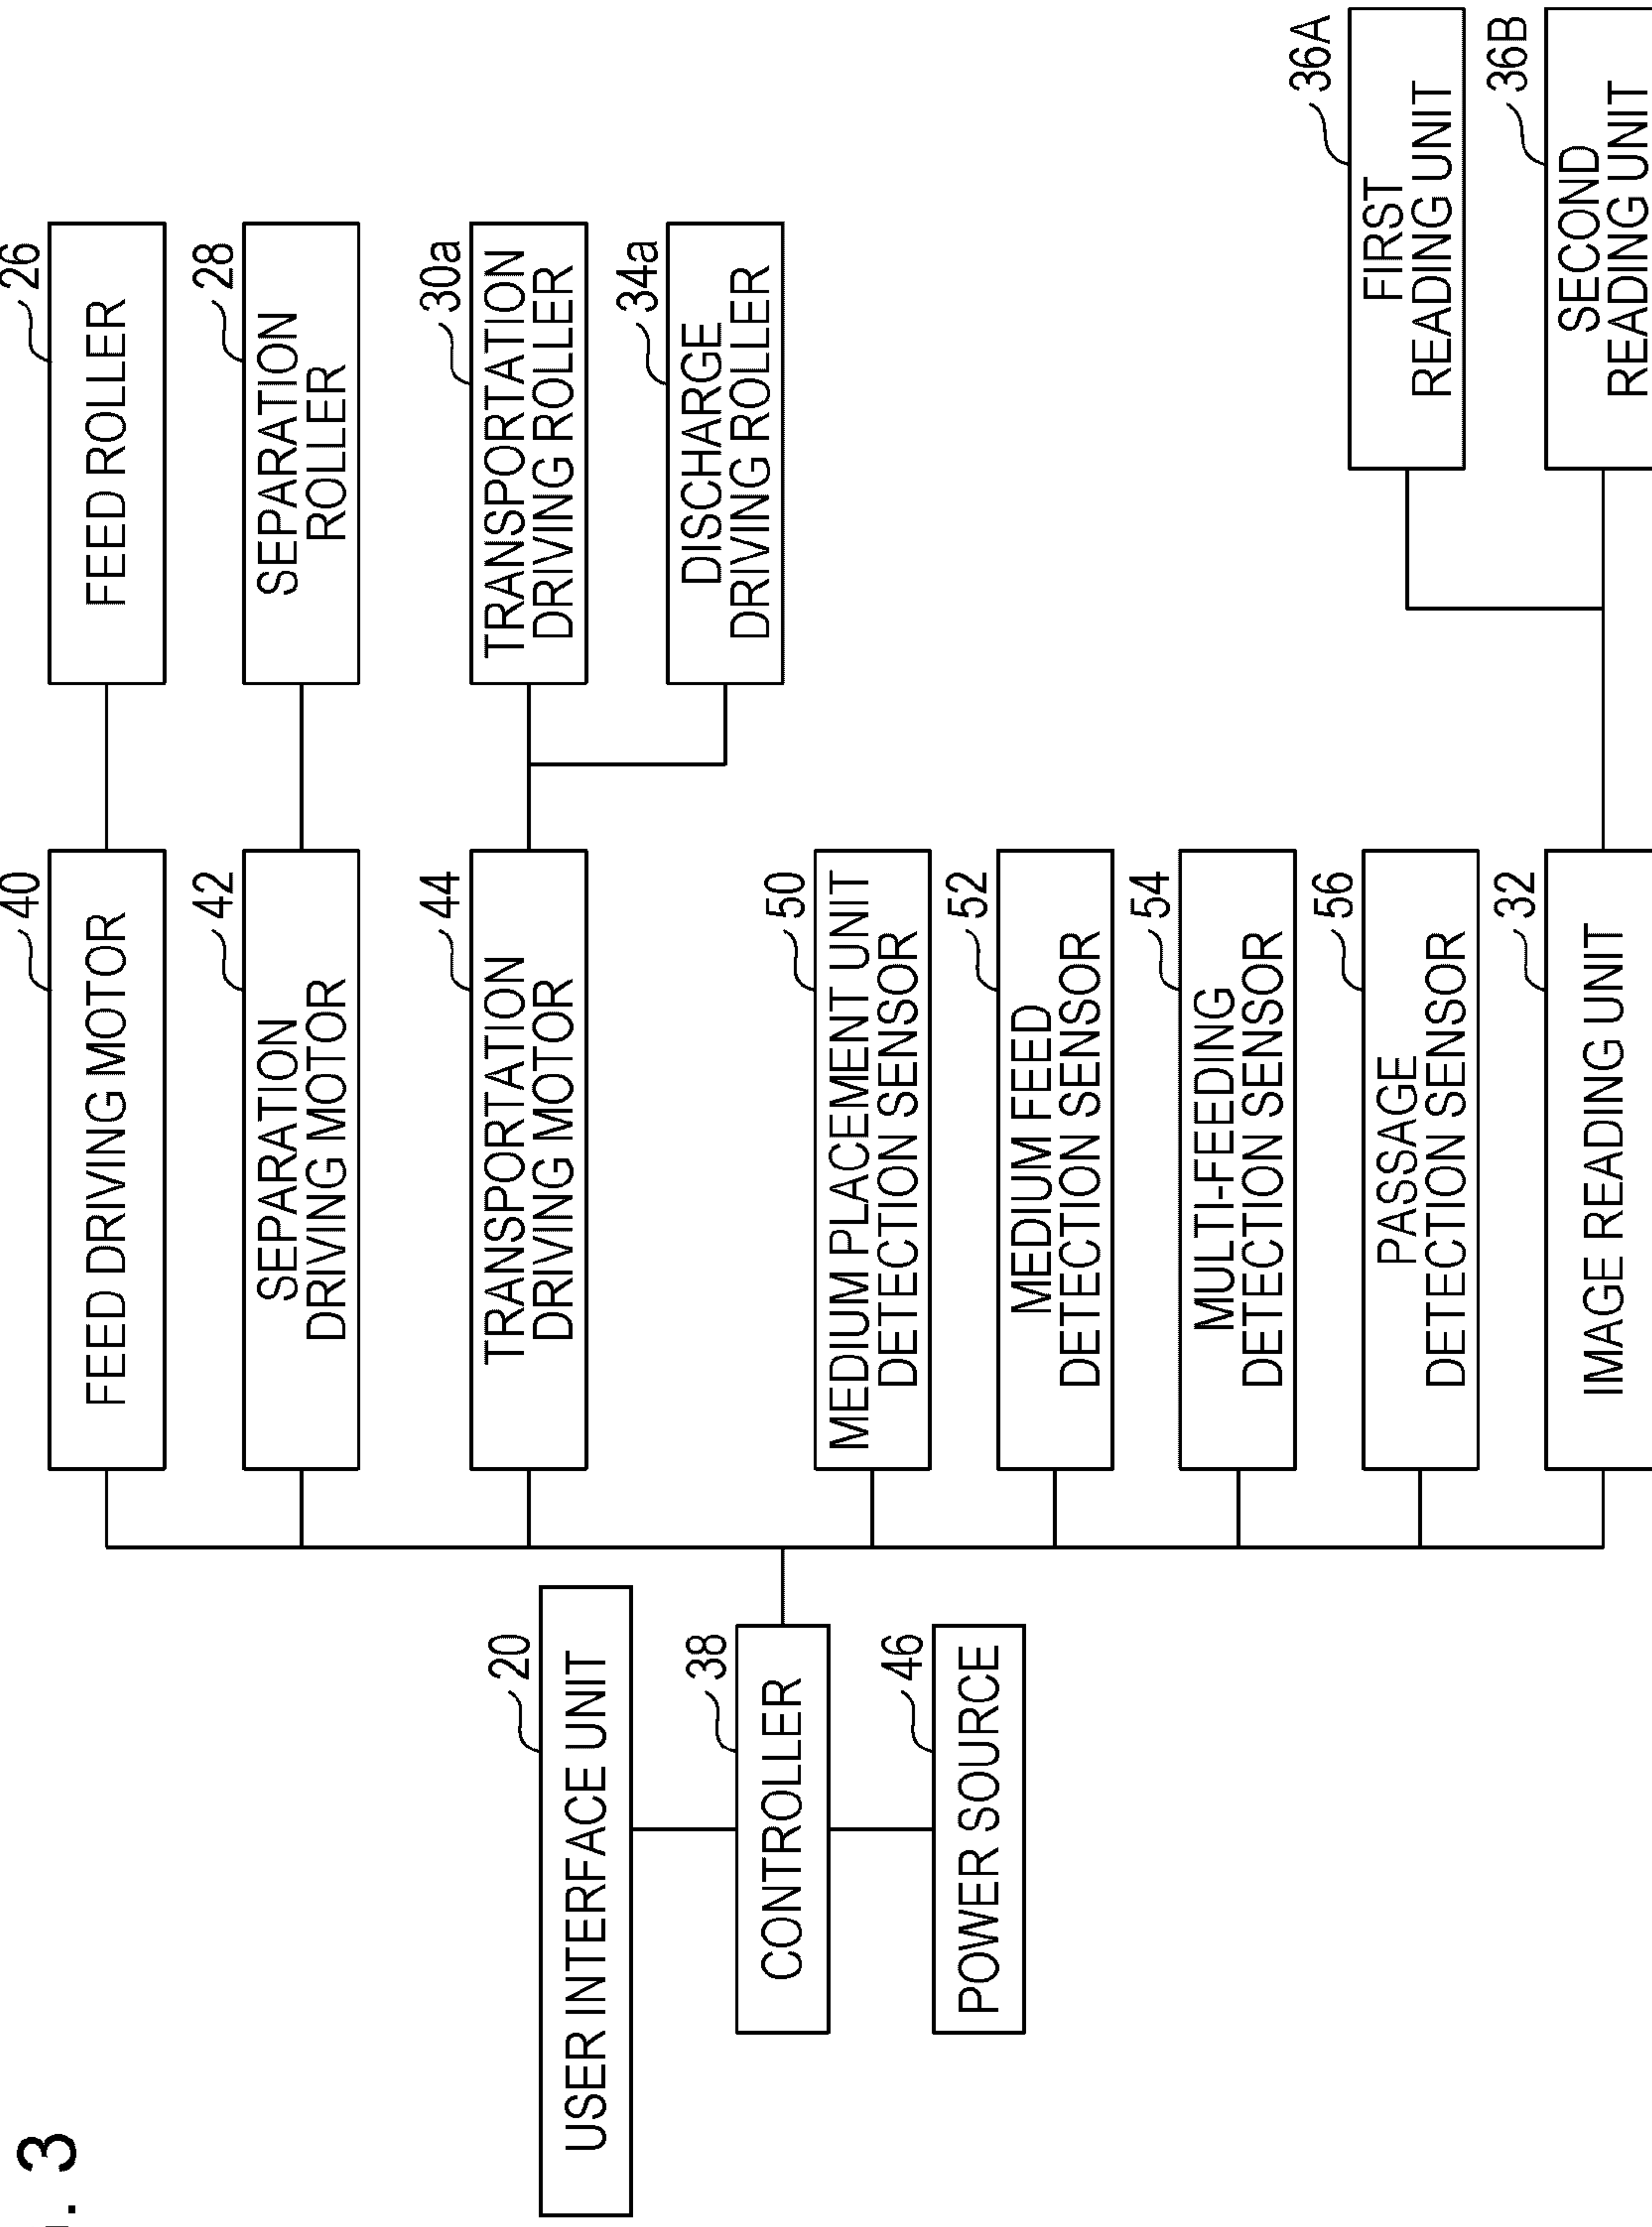 . 3
USER INTERFACE UNIT
20
CONTROLLER
38
POWER SOURCE
46
FEED DRIVING MOTOR
40
SEPARATION
DRIVING MOTOR
42
TRANSPORTATION
DRIVING MOTOR
44
MEDIUM PLACEMENT UNIT
DETECTION SENSOR
50
MEDIUM FEED
DETECTION SENSOR
52
MULTI-FEEDING
DETECTION SENSOR
54
PASSAGE
DETECTION SENSOR
56
IMAGE READING UNIT
32
FEED ROLLER
26
SEPARATION
ROLLER
28
TRANSPORTATION
DRIVING ROLLER
30a
DISCHARGE
DRIVING ROLLER
34a
FIRST
READING UNIT
36A
SECOND
READING UNIT
36B